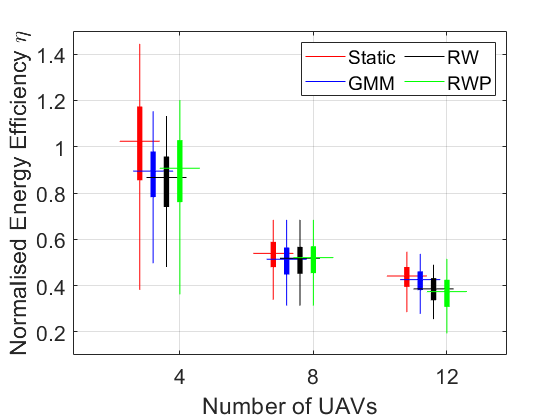 Normalised Energy Efficiency η
1.4
1.2
1
0.8
0.6
0.4
0.2
Static RW
GMM RWP
4 8 12
Number of UAVs